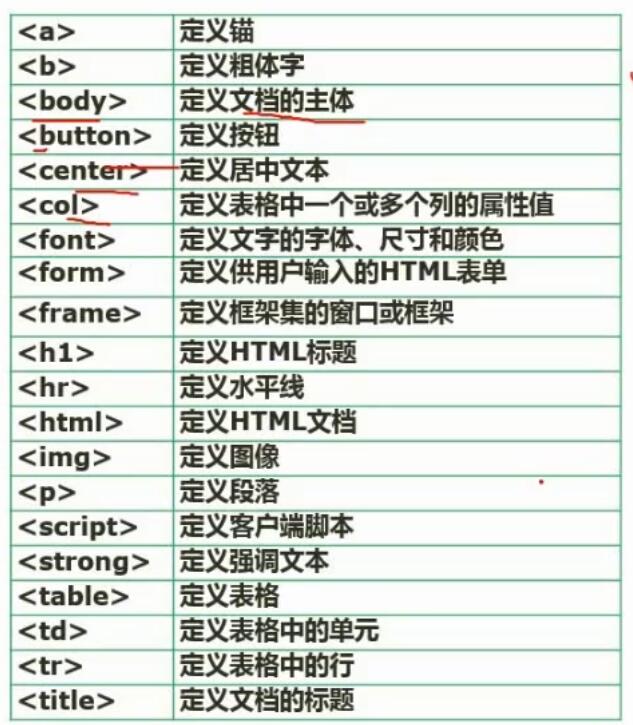 <a> 定义锚
<b> 定义粗体字
<body> 定义文档的主体
<button> 定义按钮
<center> 定义居中文本
<col> 定义表格中一个或多个列的属性值
<font> 定义文字的字体、尺寸和颜色
<form> 定义供用户输入的HTML表单
<frame> 定义框架集的窗口或框架
<h1> 定义HTML标题
<hr> 定义水平线
<html> 定义HTML文档
<img> 定义图像
<p> 定义段落
<script> 定义客户端脚本
<strong> 定义强调文本
<table> 定义表格
<td> 定义表格中的单元
<tr> 定义表格中的行
<title> 定义文档的标题